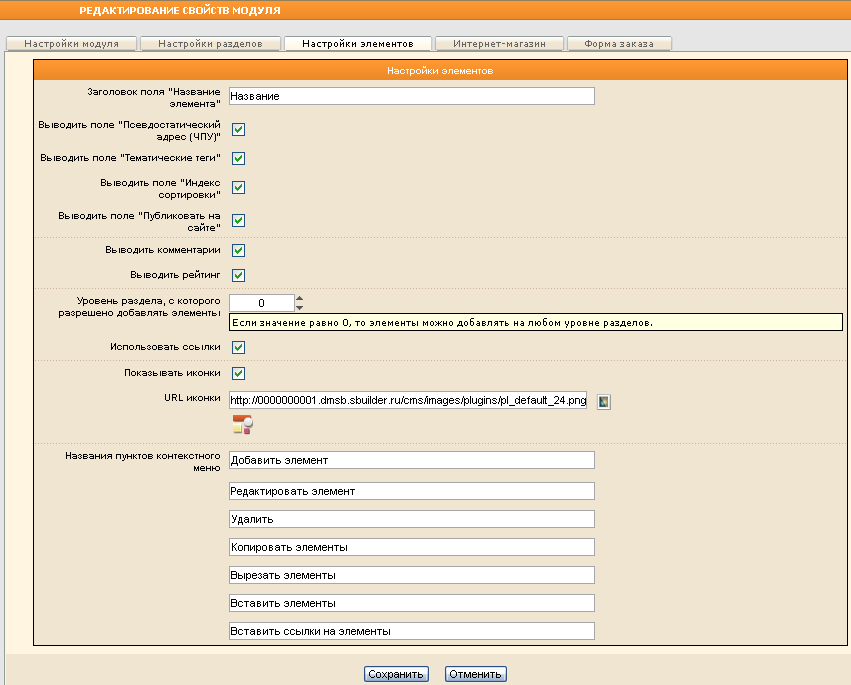 РЕДАКТИРОВАНИЕ СВОЙСТВ МОДУЛЯ
Настройки модуля
Настройки разделов
Настройки элементов
Интернет-магазин
Форма заказа
Настройки элементов
Заголовок поля "Название
элемента"
Название
Выводить поле "Псевдостатический
адрес (ЧПУ)"
Выводить поле "Тематические теги"
Выводить поле "Индекс
сортировки"
Выводить поле "Публиковать на
сайте"
Выводить комментарии
Выводить рейтинг
Уровень раздела, с которого
разрешено добавлять элементы
0
Если значение равно 0, то элементы можно добавлять на любом уровне разделов.
Использовать ссылки
Показывать иконки
URL иконки
http://0000000001.dmsb.sbuilder.ru/cms/images/plugins/pl_default_24.png
Названия пунктов контекстного
меню
Добавить элемент
Редактировать элемент
Удалить
Копировать элементы
Вырезать элементы
Вставить элементы
Вставить ссылки на элементы
Сохранить
Отменить